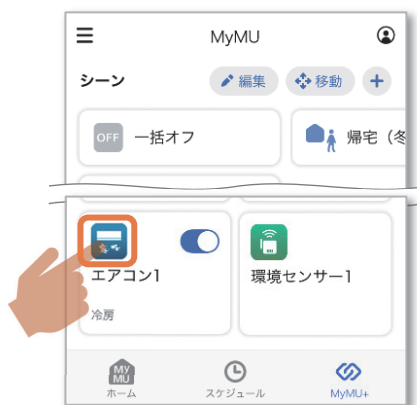 MyMU
シーン
編集
移動
OFF 一括オフ
帰宅（冬
エアコン1
冷房
環境センサー1
MY
MU
ホーム
スケジュール
MyMU+